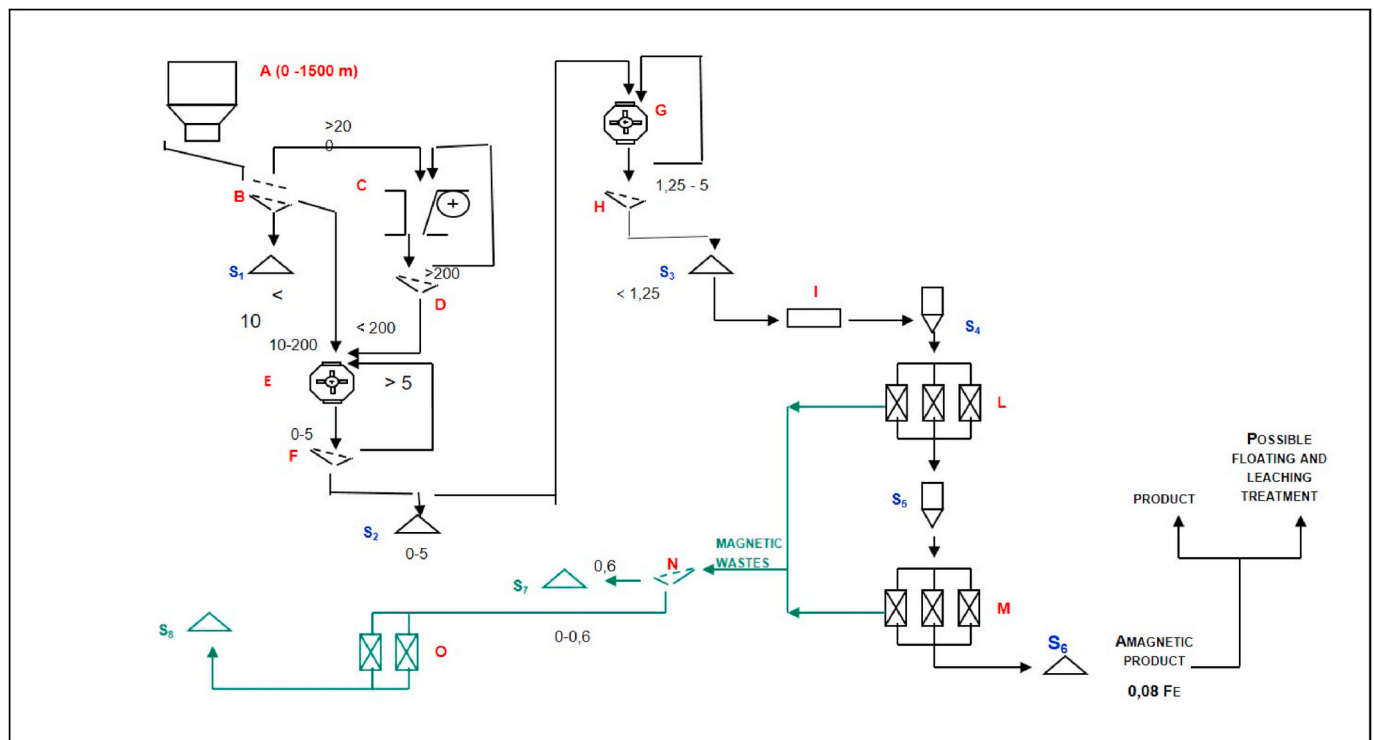 A (0 -1500 m)
>20
0
B
C
S1
<
10
>200
D
< 200
10-200
E
> 5
0-5
F
S2
0-5
G
1,25 - 5
H
S3
< 1,25
I
S4
L
S5
M
MAGNETIC
WASTES
N
0,6
S7
0-0,6
S8
O
S6
AMAGNETIC
PRODUCT
0,08 FE
PRODUCT
POSSIBLE
FLOATING AND
LEACHING
TREATMENT